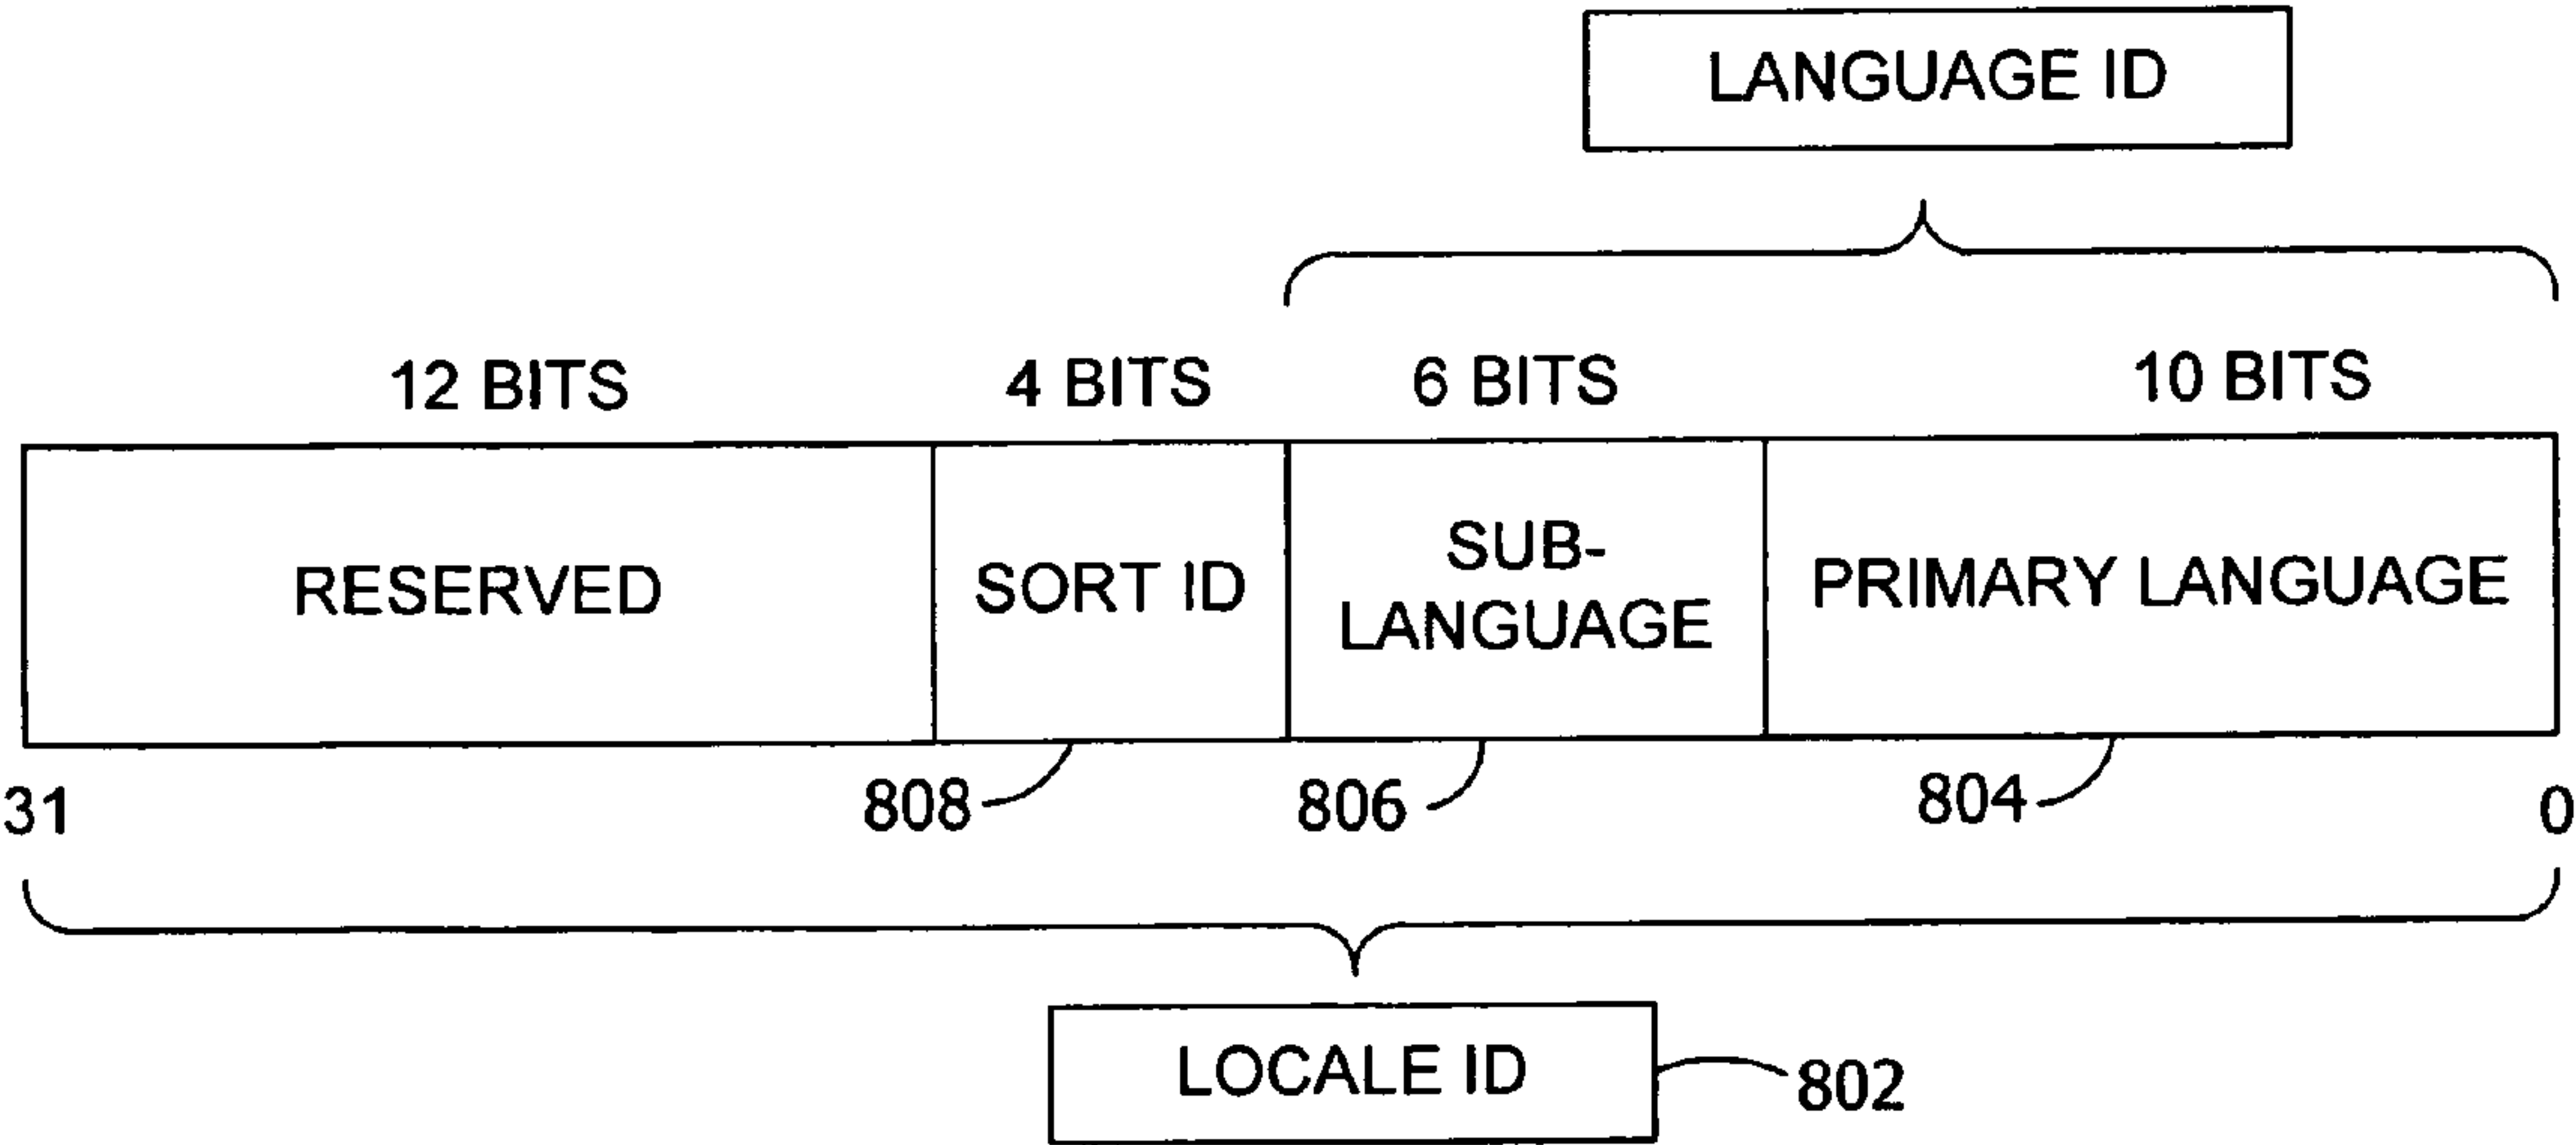 LANGUAGE ID
12 BITS 4 BITS 6 BITS 10 BITS
RESERVED
SORT ID
SUB-
LANGUAGE
PRIMARY LANGUAGE
31 808 806 804 0
LOCALE ID
802